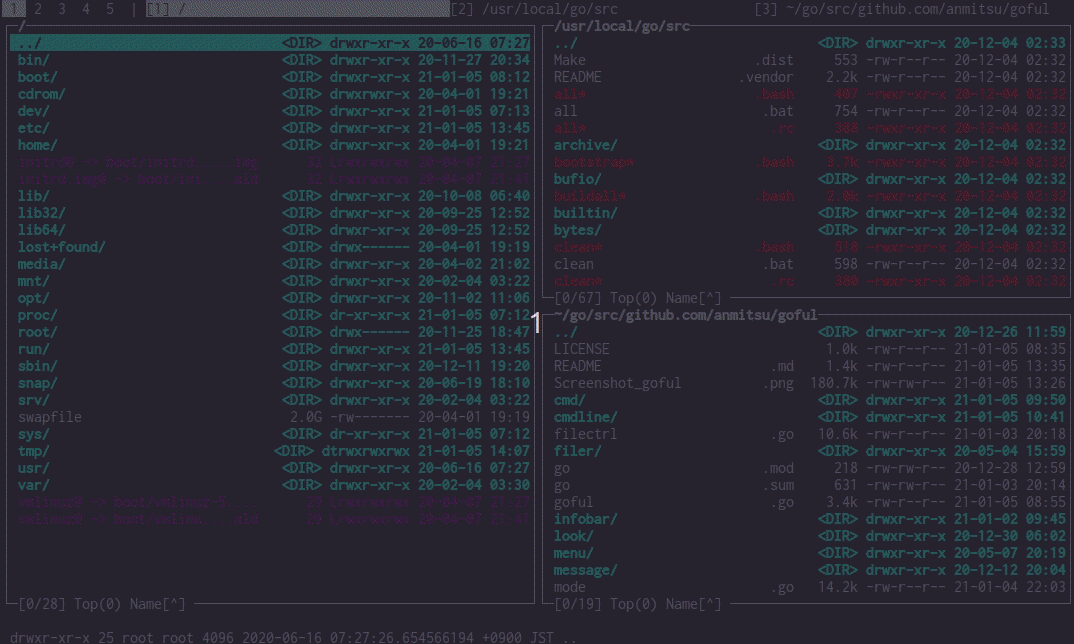 1 2 3 4 5 | [1] / [2] /usr/local/go/src [3] ~/go/src/github.com/anmitsu/goful
/
../ <DIR> drwxr-xr-x 20-06-16 07:27
bin/ <DIR> drwxr-xr-x 20-11-27 20:34
boot/ <DIR> drwxr-xr-x 21-01-05 08:12
cdrom/ <DIR> drwxrwxrwx 20-04-01 19:21
dev/ <DIR> drwxr-xr-x 21-01-05 07:13
etc/ <DIR> drwxr-xr-x 21-01-05 13:45
home/ <DIR> drwxr-xr-x 20-04-01 19:21
lib/ <DIR> drwxr-xr-x 20-10-08 06:40
lib32/ <DIR> drwxr-xr-x 20-09-25 12:52
lib64/ <DIR> drwxr-xr-x 20-09-25 12:52
lost+found/ <DIR> drwx------ 20-04-01 19:19
media/ <DIR> drwxr-xr-x 20-04-02 21:02
mnt/ <DIR> drwxr-xr-x 20-02-04 03:22
opt/ <DIR> drwxr-xr-x 20-11-02 11:06
proc/ <DIR> dr-xr-xr-x 21-01-05 07:12
root/ <DIR> drwx------ 20-11-25 18:47
run/ <DIR> drwxr-xr-x 21-01-05 13:45
sbin/ <DIR> drwxr-xr-x 20-12-11 19:20
snap/ <DIR> drwxr-xr-x 20-06-19 18:10
srv/ <DIR> drwxr-xr-x 20-02-04 03:22
swapfile 2.0G -rw------- 20-04-01 19:19
sys/ <DIR> dr-xr-xr-x 21-01-05 07:12
tmp/ <DIR> dtrwxrwxrwx 21-01-05 14:07
usr/ <DIR> drwxr-xr-x 20-06-16 07:27
var/ <DIR> drwxr-xr-x 20-02-04 03:30
[0/28] Top(0) Name[^]
/usr/local/go/src
../ <DIR> drwxr-xr-x 20-12-04 02:33
Make .dist 553 -rw-r--r-- 20-12-04 02:32
README .vendor 2.2k -rw-r--r-- 20-12-04 02:32
all* .bash 407 -rwxr-xr-x 20-12-04 02:32
all .bat 754 -rw-r--r-- 20-12-04 02:32
all* .rc 388 -rwxr-xr-x 20-12-04 02:32
archive/ <DIR> drwxr-xr-x 20-12-04 02:32
bootstrap* .bash 3.7k -rwxr-xr-x 20-12-04 02:32
bufio/ <DIR> drwxr-xr-x 20-12-04 02:32
buildall* .bash -rwxr-xr-x 20-12-04 02:32
builtin/ <DIR> drwxr-xr-x 20-12-04 02:32
bytes/ <DIR> drwxr-xr-x 20-12-04 02:32
clean* .bash 518 -rwxr-xr-x 20-12-04 02:32
clean .bat 598 -rw-r--r-- 20-12-04 02:32
clean* .rc 380 -rwxr-xr-x 20-12-04 02:32
[0/67] Top(0) Name[^]
1
~/go/src/github.com/anmitsu/goful
../ <DIR> drwxr-xr-x 20-12-26 11:59
LICENSE 1.0k -rw-r--r-- 21-01-05 08:35
README .md 1.4k -rw-r--r-- 21-01-05 13:35
Screenshot_goful .png 180.7k -rw-r--r-- 21-01-05 13:26
cmd/ <DIR> drwxr-xr-x 21-01-05 09:50
cmdline/ <DIR> drwxr-xr-x 21-01-05 10:41
filectrl .go 10.6k -rw-r--r-- 21-01-03 20:18
filer/ <DIR> drwxr-xr-x 20-05-04 15:59
go .mod 218 -rw-rw-r-- 20-12-28 12:59
go .sum 631 -rw-rw-r-- 21-01-03 20:14
goful .go 3.4k -rw-r--r-- 21-01-05 08:55
infobar/ <DIR> drwxr-xr-x 21-01-02 09:45
look/ <DIR> drwxr-xr-x 20-12-30 06:02
menu/ <DIR> drwxr-xr-x 20-05-07 20:19
message/ <DIR> drwxr-xr-x 20-12-12 20:04
mode .go 14.2k -rw-r--r-- 21-01-04 22:03
[0/19] Top(0) Name[^]
drwxr-xr-x 25 root root 4096 2020-06-16 07:27:26.654566194 +0900 JST ..